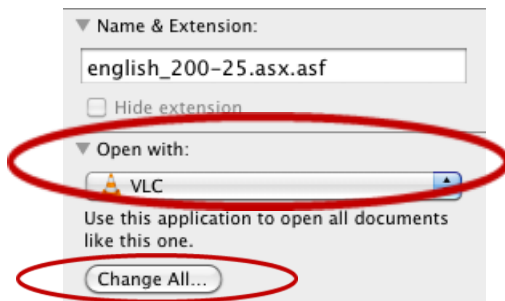 Name & Extension:
english_200-25.asx.asf
Hide extension
Open with:
VLC
Use this application to open all documents
like this one.
Change All...